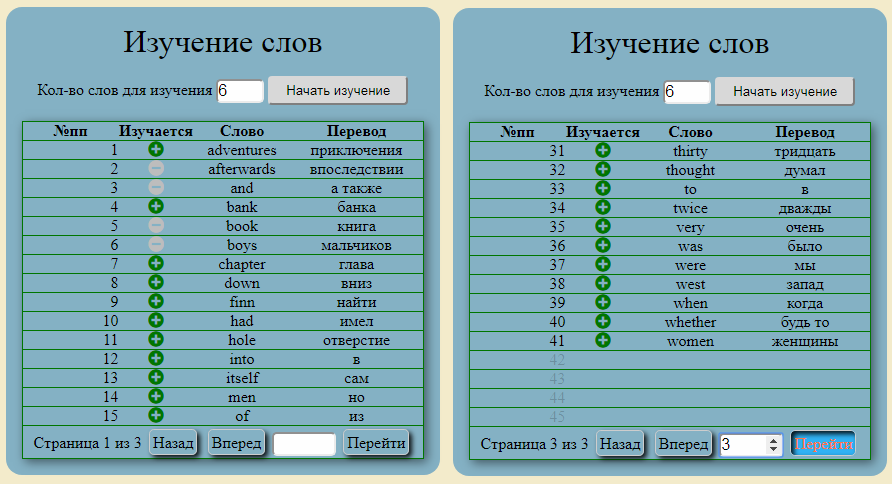 Изучение слов
Кол-во слов для изучения 6 Начать изучение
№пп Изучается Слово Перевод
1 adventures приключения
2 afterwards впоследствии
3 and а также
4 bank банка
5 book книга
6 boys мальчиков
7 chapter глава
8 down вниз
9 finn найти
10 had имел
11 hole отверстие
12 into в
13 itself сам
14 men но
15 of из
Страница 1 из 3 Назад Вперед Перейти
Изучение слов
Кол-во слов для изучения 6 Начать изучение
№пп Изучается Слово Перевод
31 thirty тридцать
32 thought думал
33 to в
34 twice дважды
35 very очень
36 was было
37 were мы
38 west запад
39 when когда
40 whether будь то
41 women женщины
42
43
44
45
Страница 3 из 3 Назад Вперед 3 Перейти